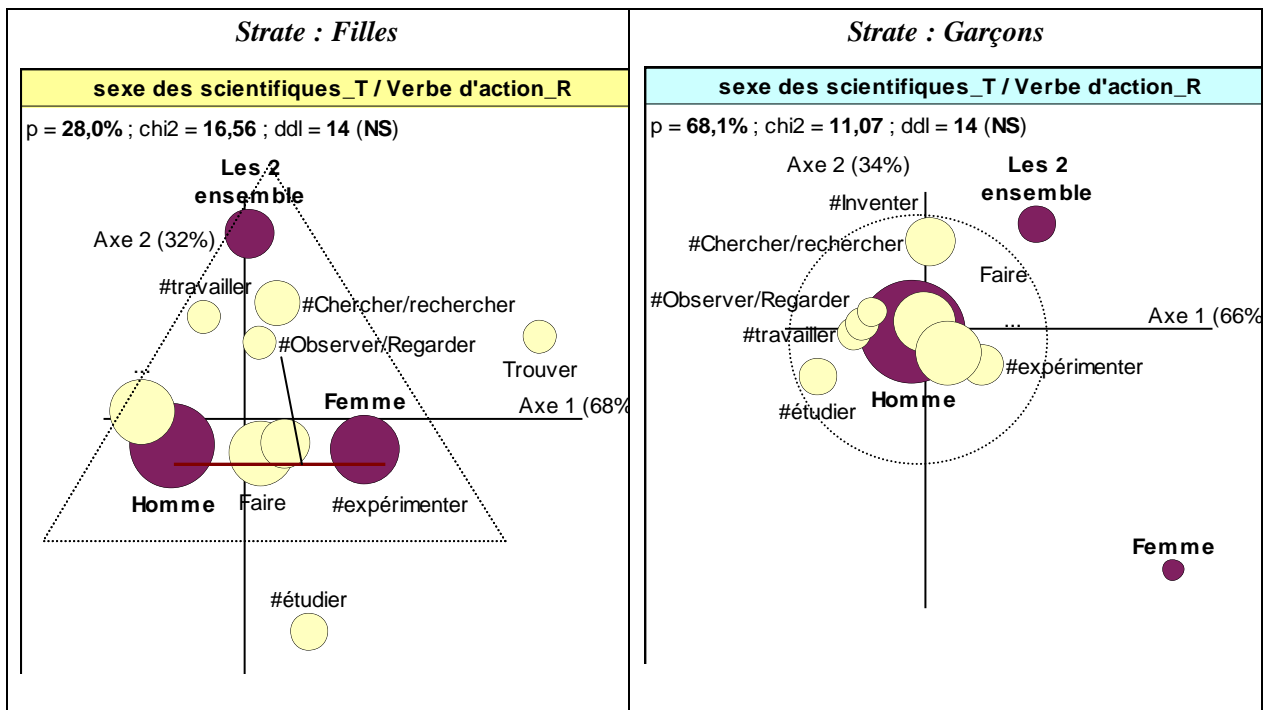 Strate : Filles
sexe des scientifiques_T / Verbe d'action_R
p = 28,0% ; chi2 = 16,56 ; ddl = 14 (NS)
Les 2
ensemble
Axe 2 (32%)
#travailler
#Chercher/rechercher
#Observer/Regarder
Trouver
...
Femme
Axe 1 (68%
Homme
Faire
#expérimenter
#étudier
Strate : Garçons
sexe des scientifiques_T / Verbe d'action_R
p = 68,1% ; chi2 = 11,07 ; ddl = 14 (NS)
Axe 2 (34%)
Les 2
ensemble
#Inventer
#Chercher/rechercher
Faire
#Observer/Regarder
...
Axe 1 (66%
#travailler
#expérimenter
Homme
#étudier
Femme